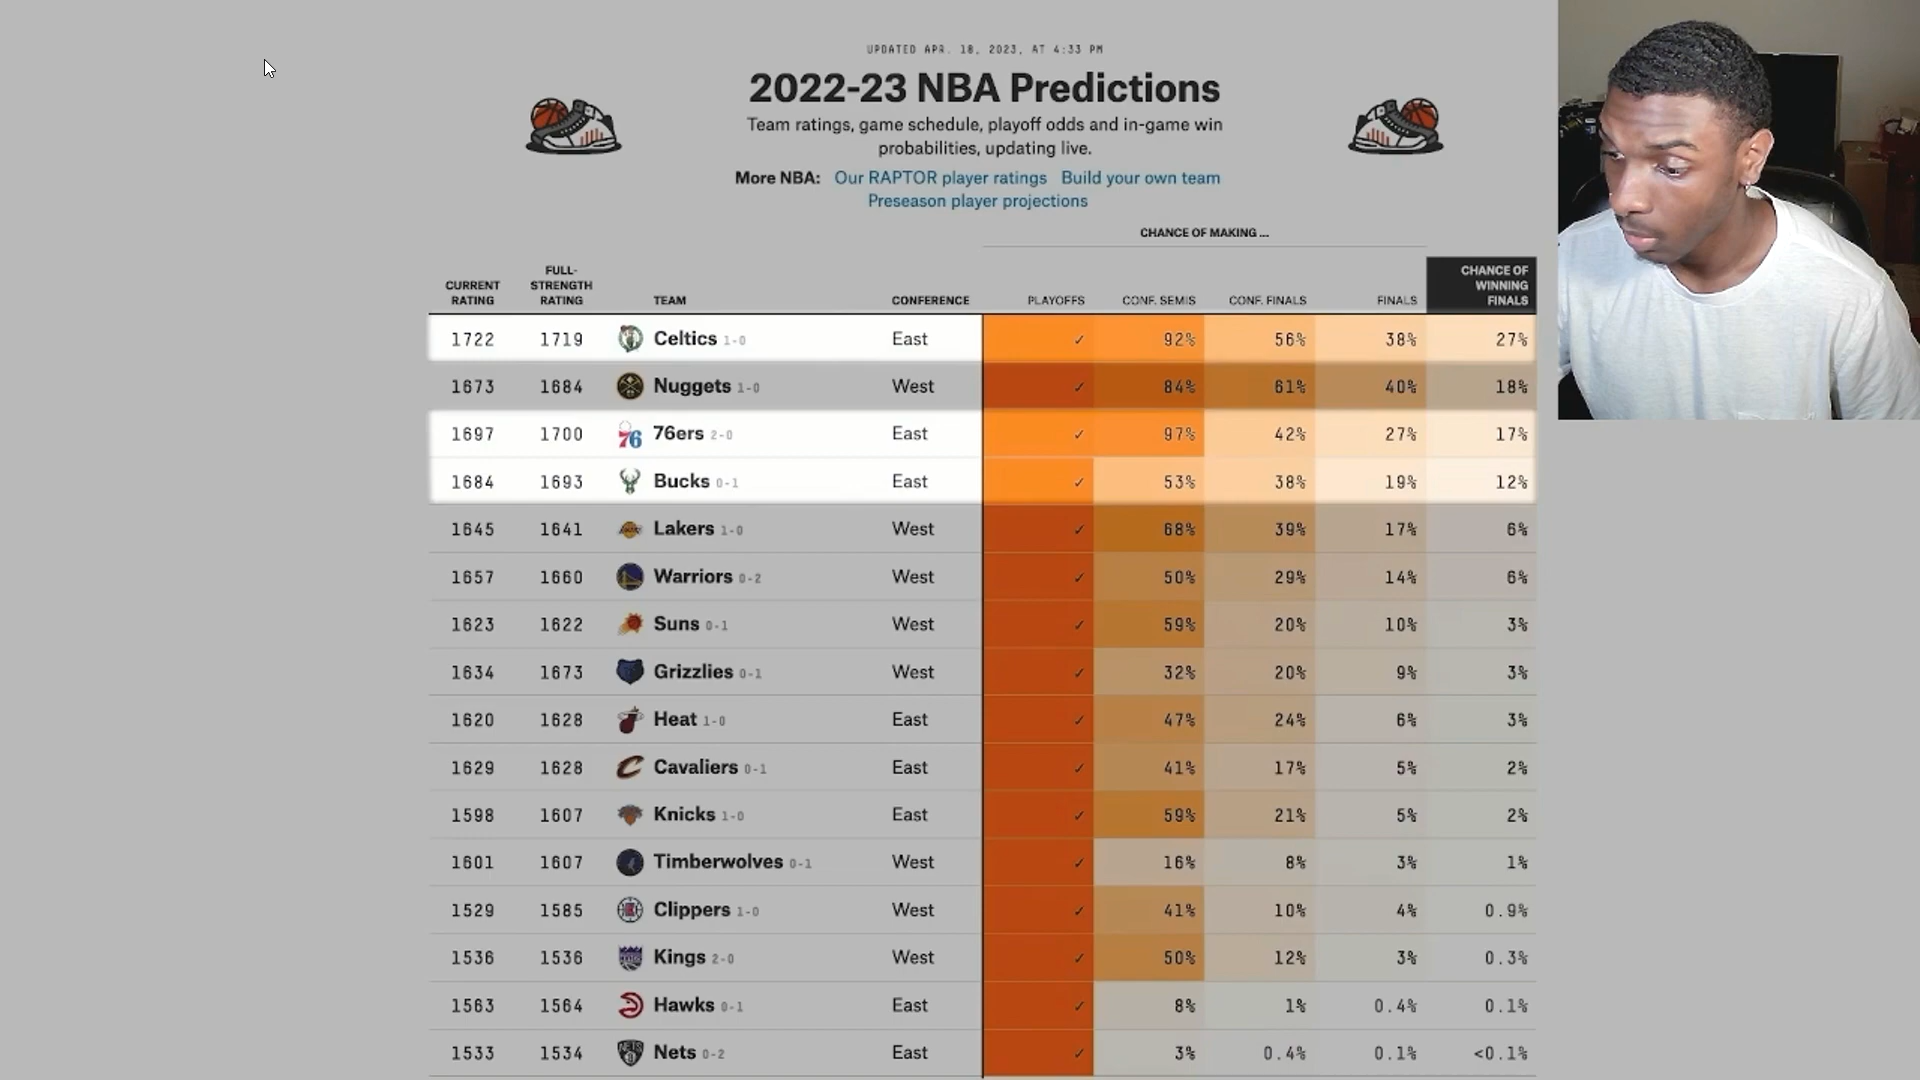 UPDATED APR. 18, 2023, AT 4:33 PM
2022-23 NBA Predictions
Team ratings, game schedule, playoff odds and in-game win
probabilities, updating live.
More NBA: Our RAPTOR player ratings Build your own team
Preseason player projections
CHANCE OF MAKING ...
CURRENT RATING FULL-STRENGTH RATING TEAM CONFERENCE PLAYOFFS CONF. SEMIS CONF. FINALS FINALS CHANCE OF WINNING FINALS
1722 1719 Celtics 1-0 East ✓ 92% 56% 38% 27%
1673 1684 Nuggets 1-0 West ✓ 84% 61% 40% 18%
1697 1700 76 76ers 2-0 East ✓ 97% 42% 27% 17%
1684 1693 Bucks 0-1 East ✓ 53% 38% 19% 12%
1645 1641 Lakers 1-0 West ✓ 68% 39% 17% 6%
1657 1660 Warriors 0-2 West ✓ 50% 29% 14% 6%
1623 1622 Suns 0-1 West ✓ 59% 20% 10% 3%
1634 1673 Grizzlies 0-1 West ✓ 32% 20% 9% 3%
1620 1628 Heat 1-0 East ✓ 47% 24% 6% 3%
1629 1628 Cavaliers 0-1 East ✓ 41% 17% 5% 2%
1598 1607 Knicks 1-0 East ✓ 59% 21% 5% 2%
1601 1607 Timberwolves 0-1 West ✓ 16% 8% 3% 1%
1529 1585 Clippers 1-0 West ✓ 41% 10% 4% 0.9%
1536 1536 Kings 2-0 West ✓ 50% 12% 3% 0.3%
1563 1564 Hawks 0-1 East ✓ 8% 1% 0.4% 0.1%
1533 1534 Nets 0-2 East ✓ 3% 0.4% 0.1% <0.1%